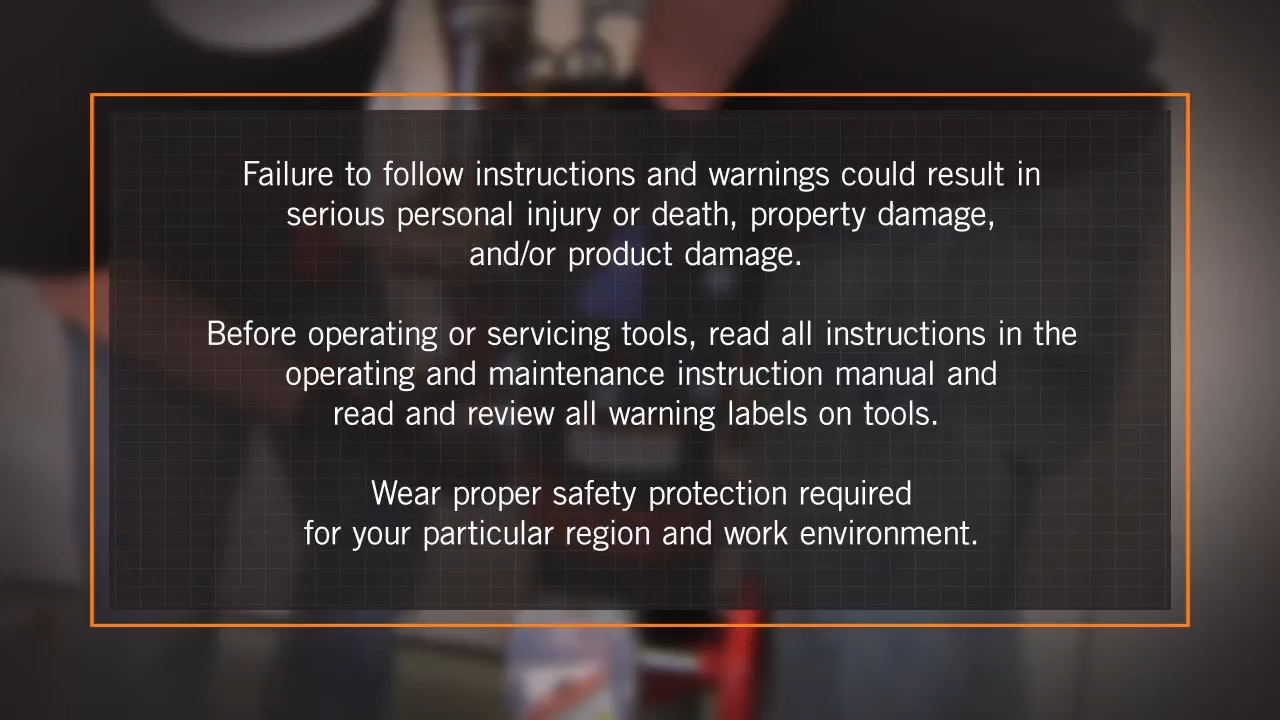 Failure to follow instructions and warnings could result in
serious personal injury or death, property damage,
and/or product damage.
Before operating or servicing tools, read all instructions in the
operating and maintenance instruction manual and
read and review all warning labels on tools.
Wear proper safety protection required
for your particular region and work environment.